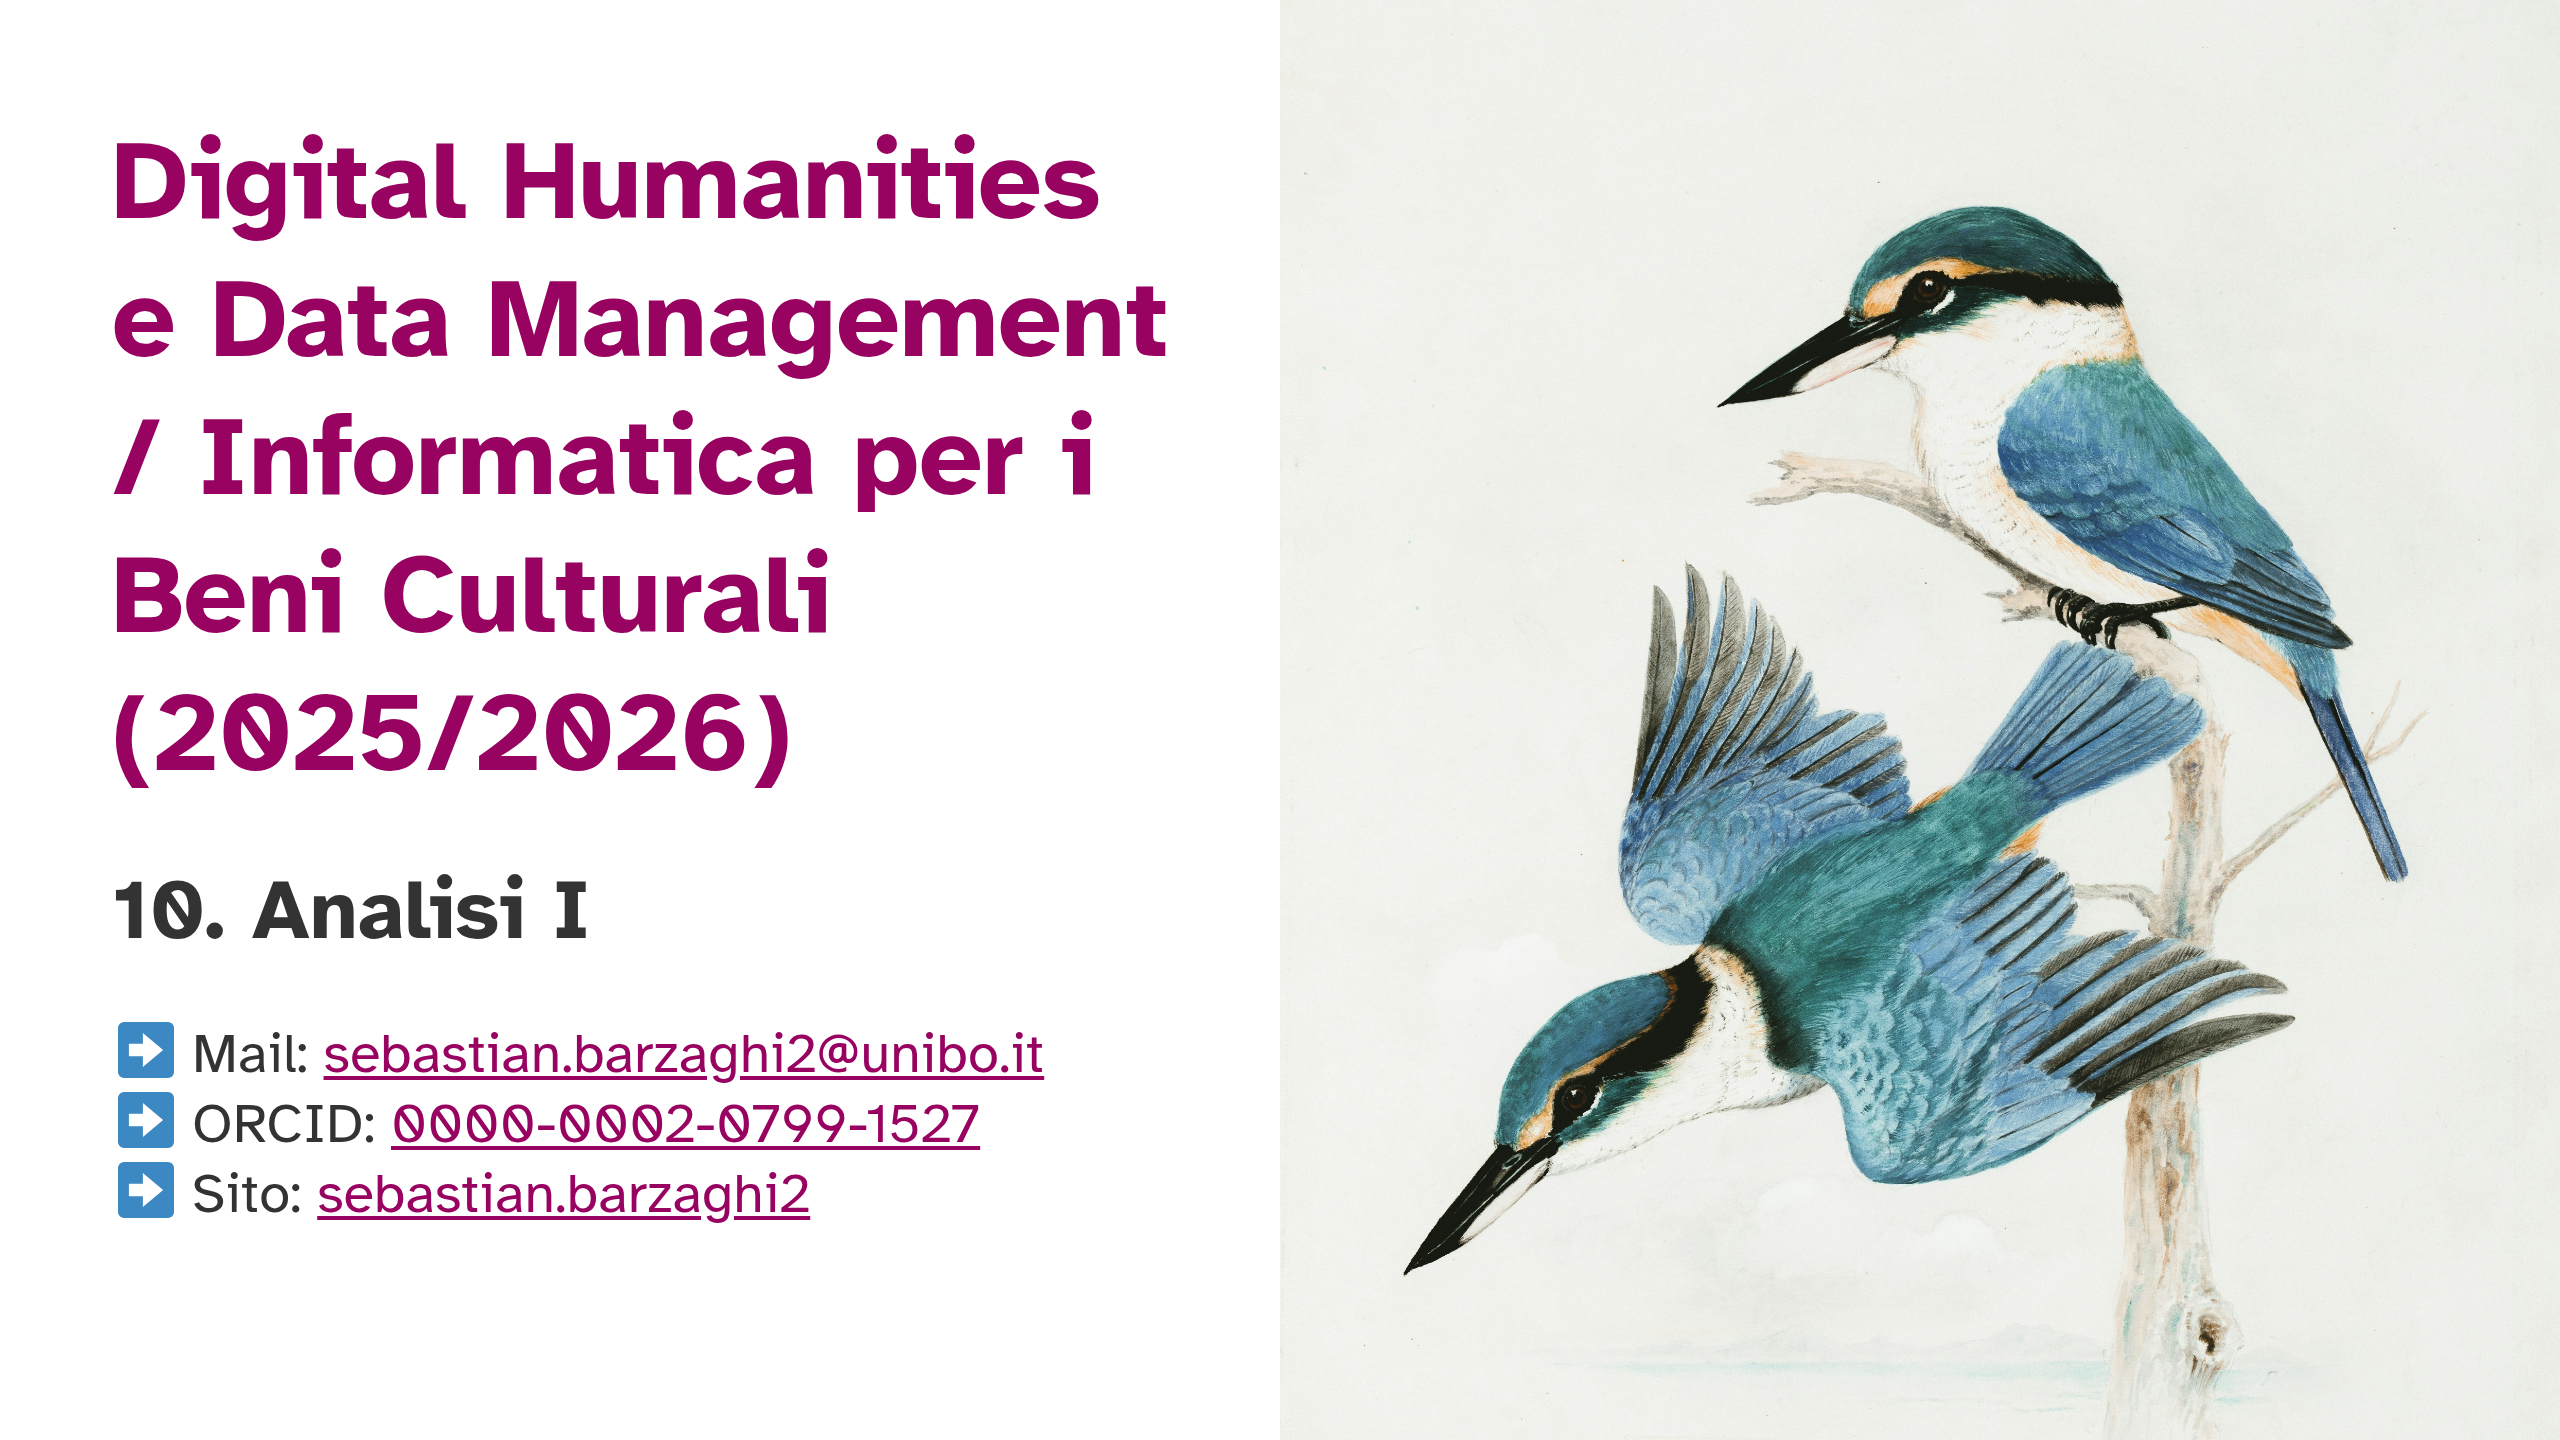 Digital Humanities
e Data Management
/ Informatica per i
Beni Culturali
(2025/2026)
10. Analisi I
➡️ Mail: sebastian.barzaghi2@unibo.it
➡️ ORCID: 0000-0002-0799-1527
➡️ Sito: sebastian.barzaghi2